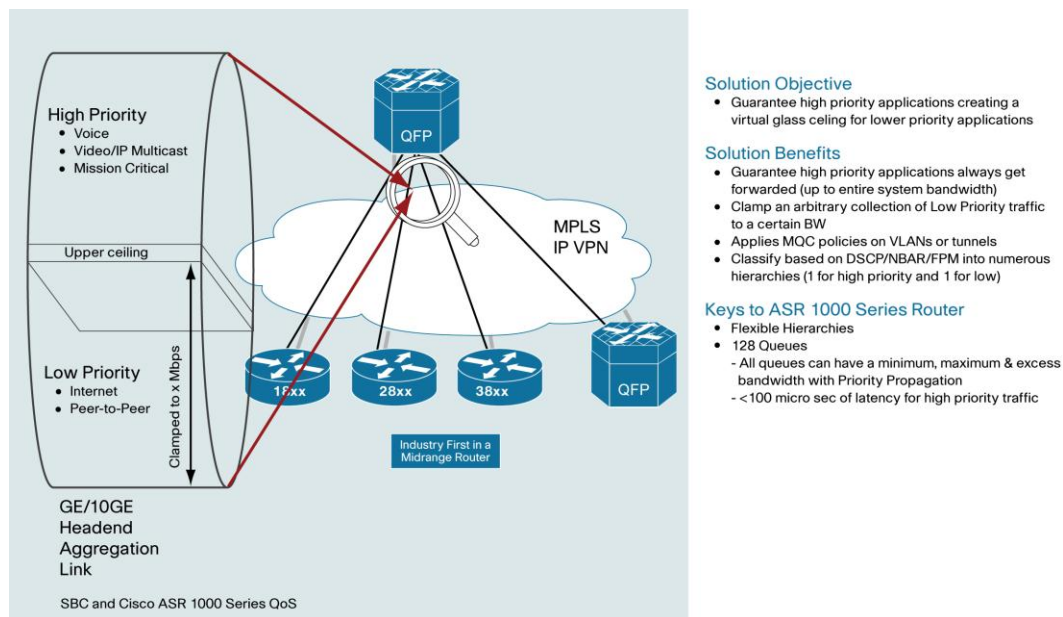 High Priority
• Voice
• Video/IP Multicast
• Mission Critical
Upper ceiling
Low Priority
• Internet
• Peer-to-Peer
Clamped to x Mbps
GE/10GE
Headend
Aggregation
Link
SBC and Cisco ASR 1000 Series QoS
QFP
MPLS
IP VPN
18xx
28xx
38xx
QFP
Industry First in a
Midrange Router
Solution Objective
• Guarantee high priority applications creating a
virtual glass celing for lower priority applications
Solution Benefits
• Guarantee high priority applications always get
forwarded (up to entire system bandwidth)
• Clamp an arbitrary collection of Low Priority traffic
to a certain BW
• Applies MQC policies on VLANs or tunnels
• Classify based on DSCP/NBAR/FPM into numerous
hierarchies (1 for high priority and 1 for low)
Keys to ASR 1000 Series Router
• Flexible Hierarchies
• 128 Queues
- All queues can have a minimum, maximum & excess
bandwidth with Priority Propagation
- <100 micro sec of latency for high priority traffic